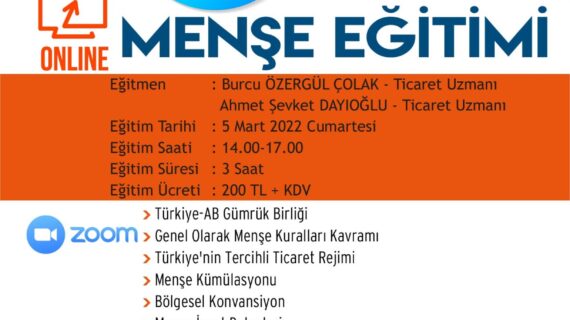 ONLINE
MENŞE EĞİTİMİ
Eğitmen : Burcu ÖZERGÜL ÇOLAK - Ticaret Uzmanı
Ahmet Şevket DAYIOĞLU - Ticaret Uzmanı
Eğitim Tarihi : 5 Mart 2022 Cumartesi
Eğitim Saati : 14.00-17.00
Eğitim Süresi : 3 Saat
Eğitim Ücreti : 200 TL + KDV
zoom
Türkiye-AB Gümrük Birliği
Genel Olarak Menşe Kuralları Kavramı
Türkiye'nin Tercihli Ticaret Rejimi
Menşe Kümülasyonu
Bölgesel Konvansiyon